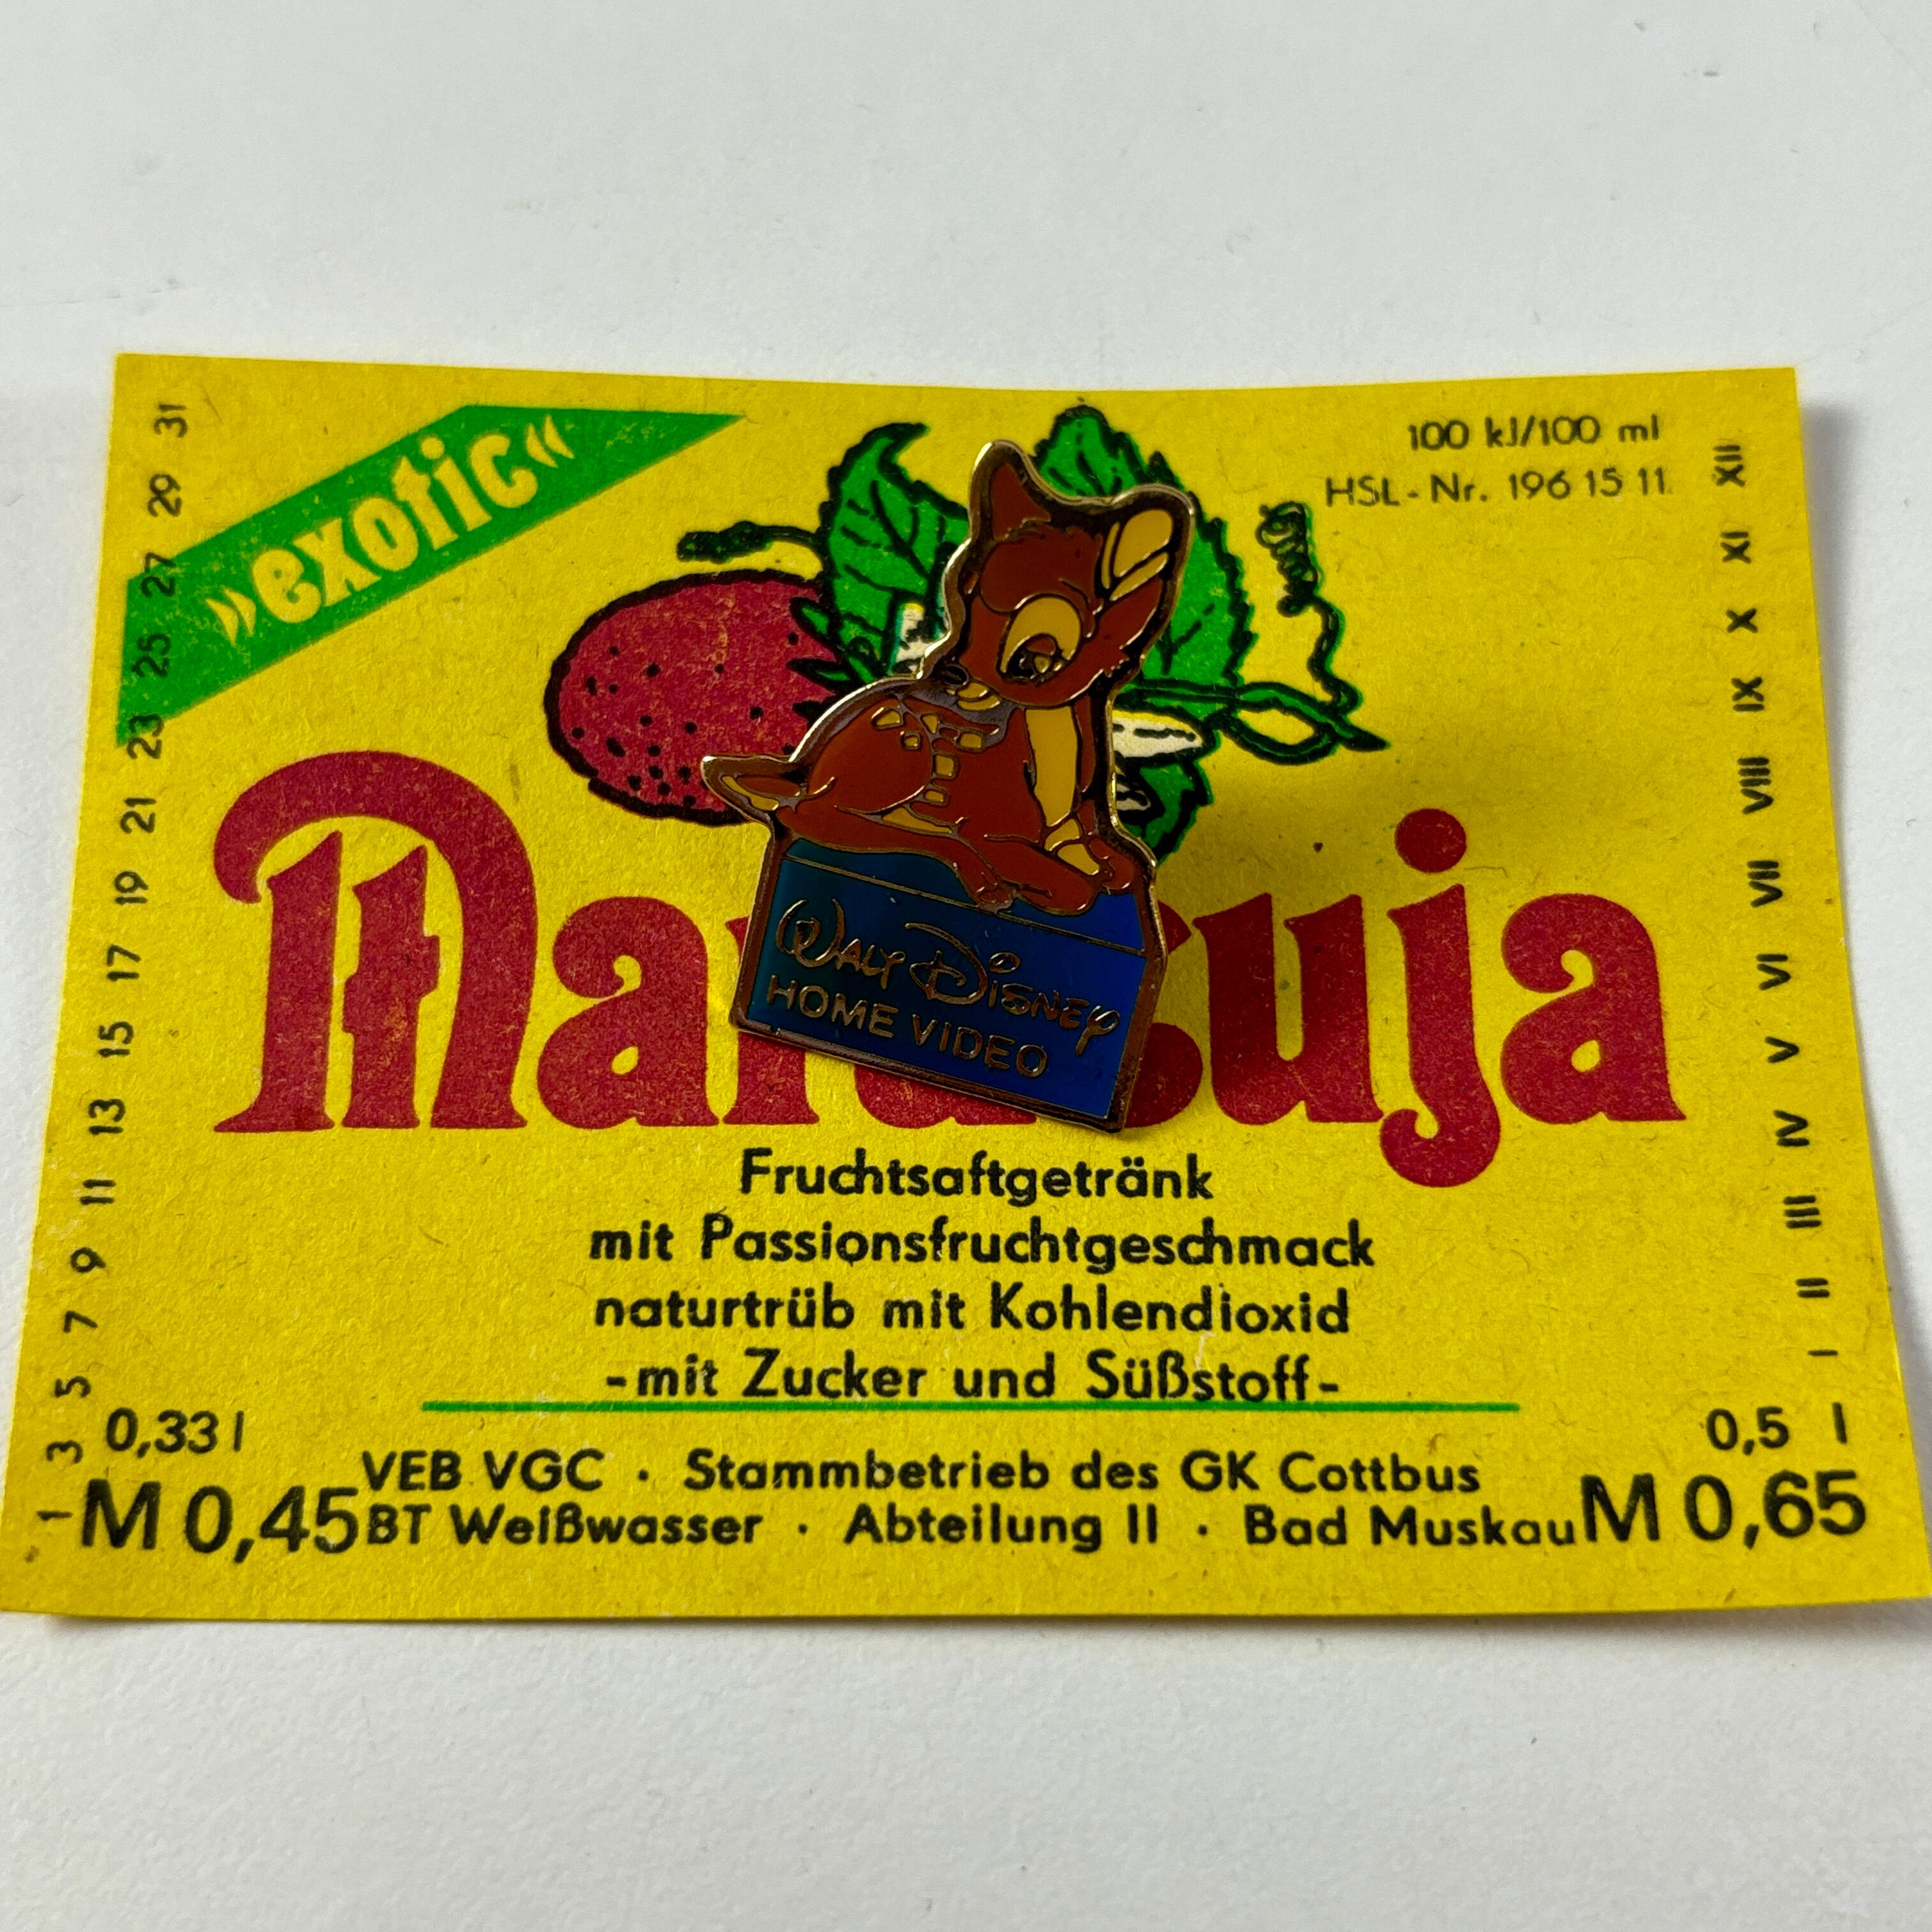 »exotic«
100 kJ/100 ml
HSL-Nr. 196 15 11
31
29
27
25
23
21
19
17
15
13
11
9
7
5
3
1
XII
XI
X
IX
VIII
VII
VI
V
IV
III
II
I
WALT DISNEY
HOME VIDEO
Fruchtsaftgetränk
mit Passionsfruchtgeschmack
naturtrüb mit Kohlendioxid
-mit Zucker und Süßstoff-
0,33 l
M 0,45
VEB VGC · Stammbetrieb des GK Cottbus
BT Weißwasser · Abteilung II · Bad Muskau
0,5 l
M 0,65